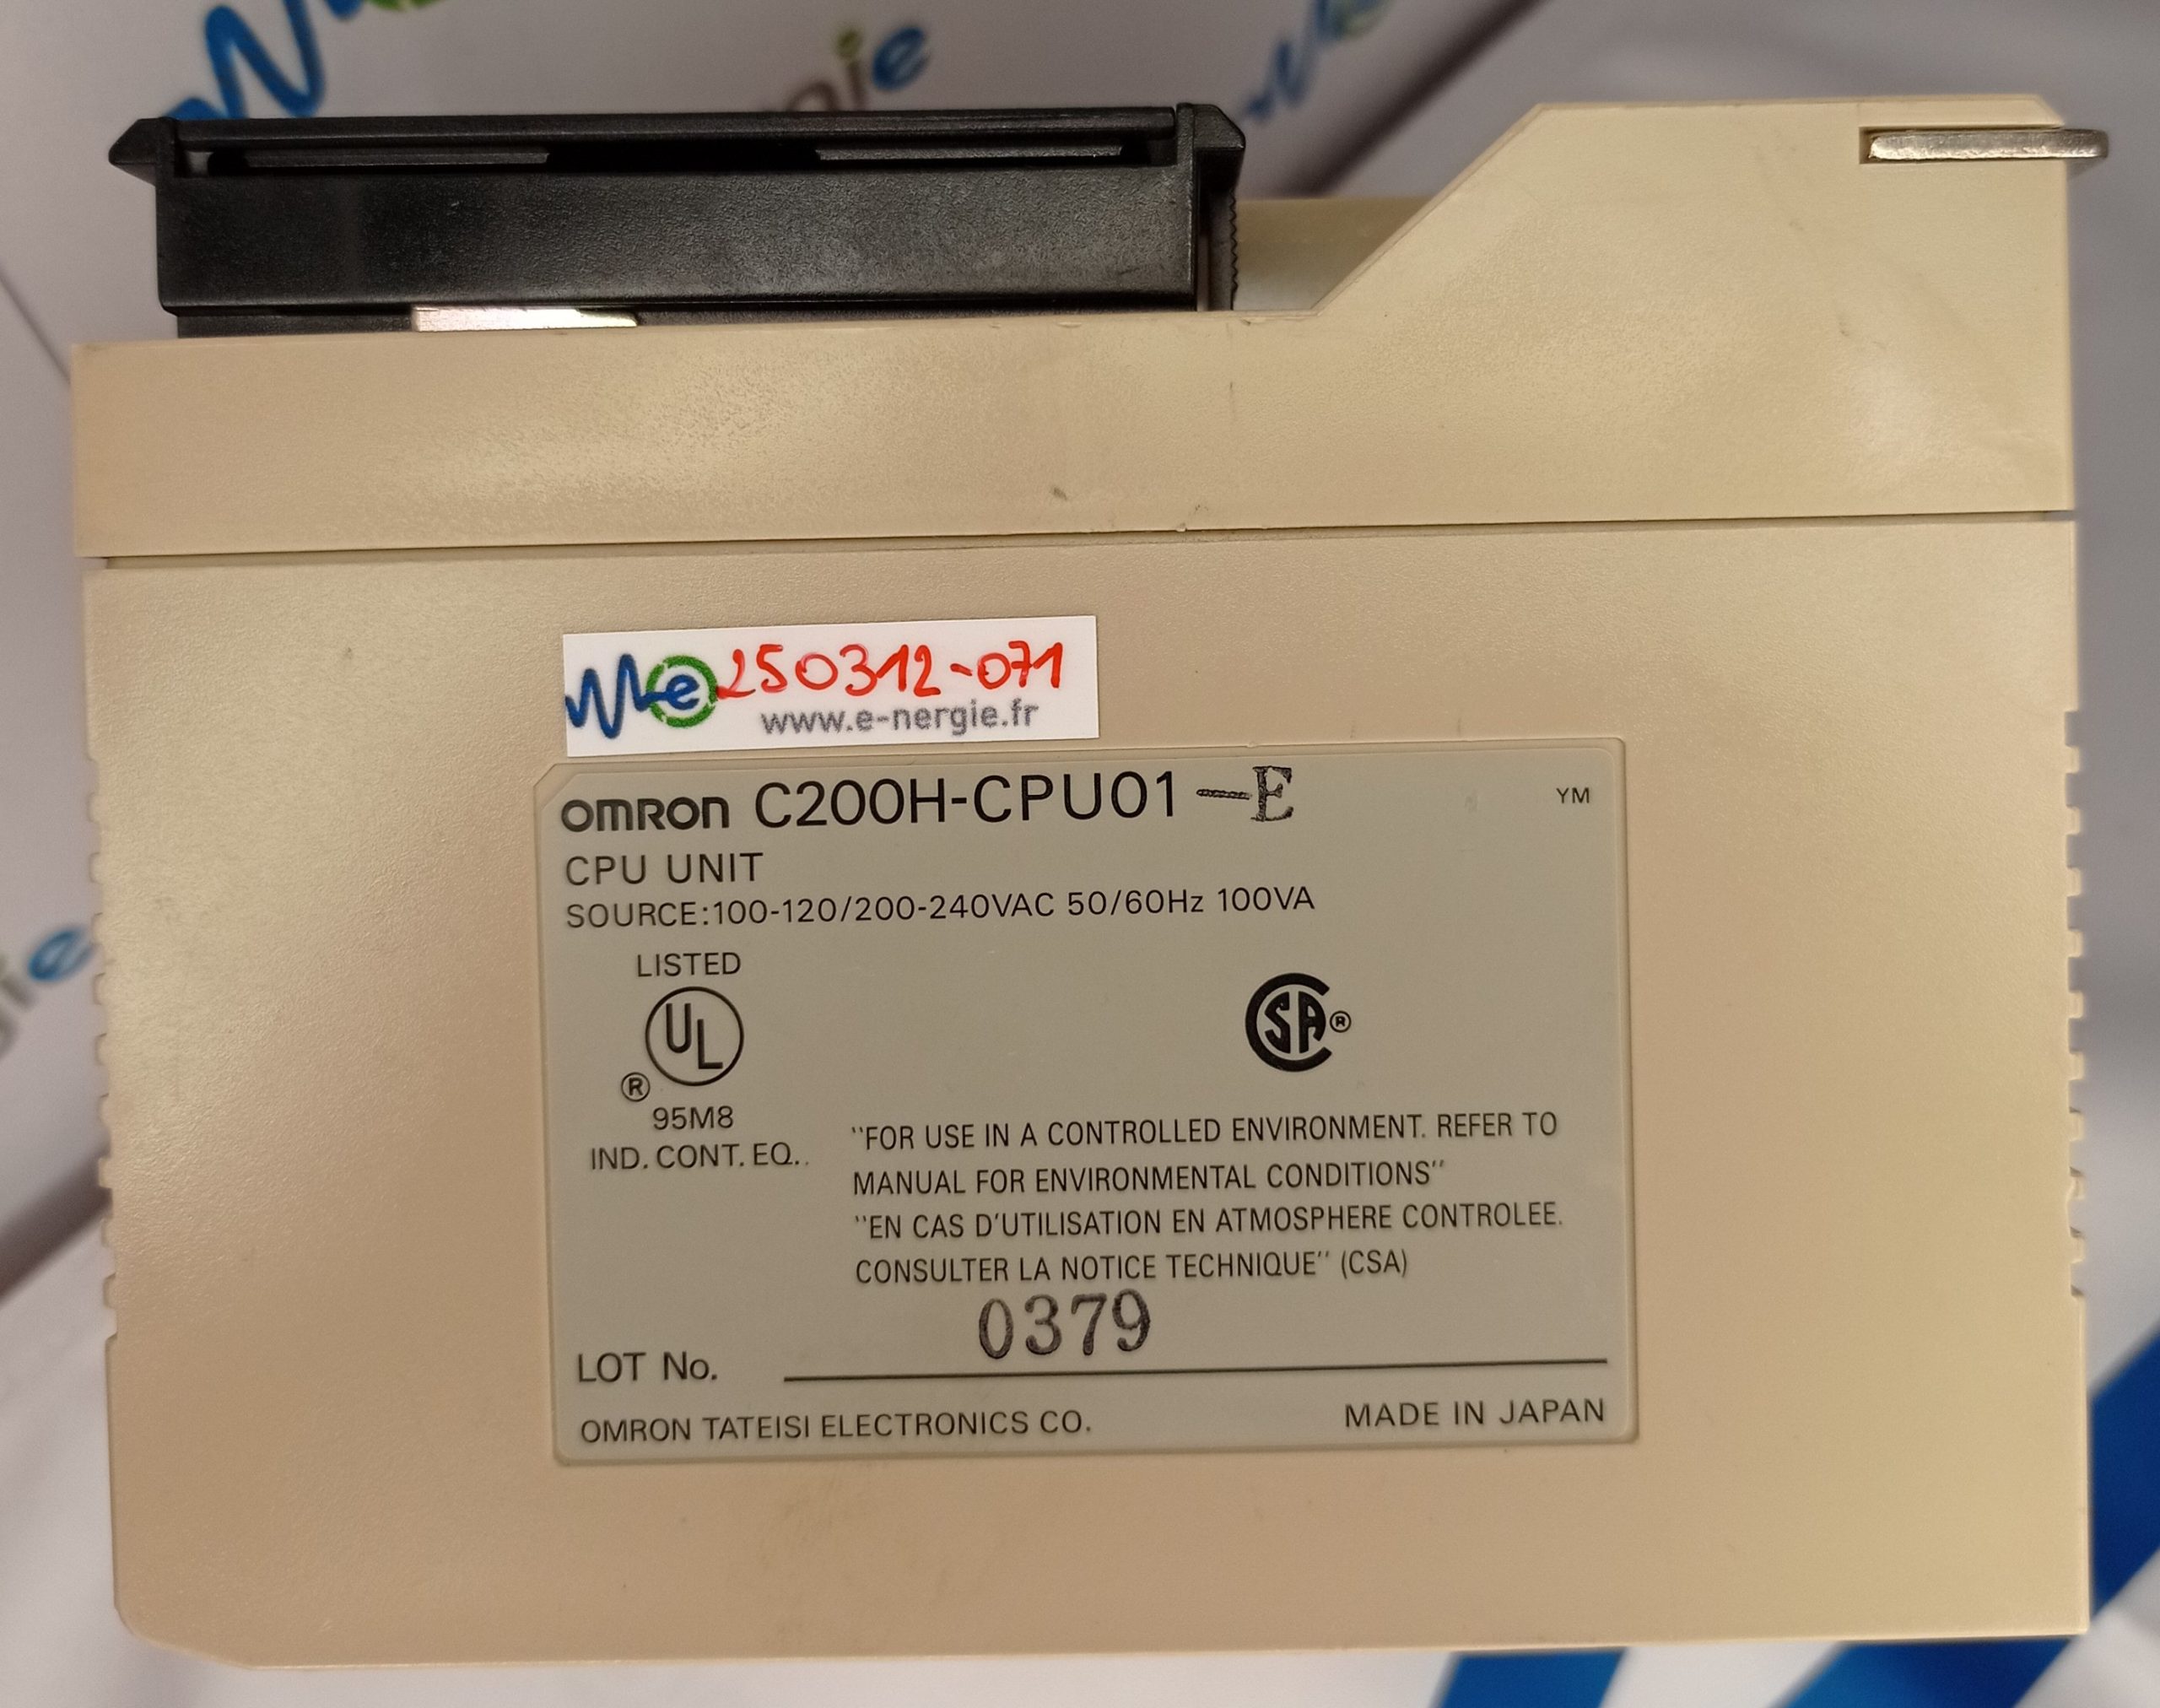 gie
gie
e 250312-071
www.e-nergie.fr
OMRON C200H-CPU01-E
YM
CPU UNIT
SOURCE:100-120/200-240VAC 50/60Hz 100VA
LISTED
UL
®
95M8
IND. CONT. EQ..
CSA®
"FOR USE IN A CONTROLLED ENVIRONMENT. REFER TO
MANUAL FOR ENVIRONMENTAL CONDITIONS"
"EN CAS D'UTILISATION EN ATMOSPHERE CONTROLEE.
CONSULTER LA NOTICE TECHNIQUE" (CSA)
LOT No. 0379
OMRON TATEISI ELECTRONICS CO.
MADE IN JAPAN